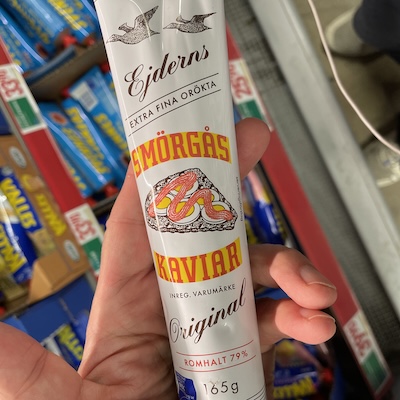 Ejderns
EXTRA FINA ORÖKTA
SMÖRGÅS
KAVIAR
INREG. VARUMÄRKE
Original
ROMHALT 79%
165g